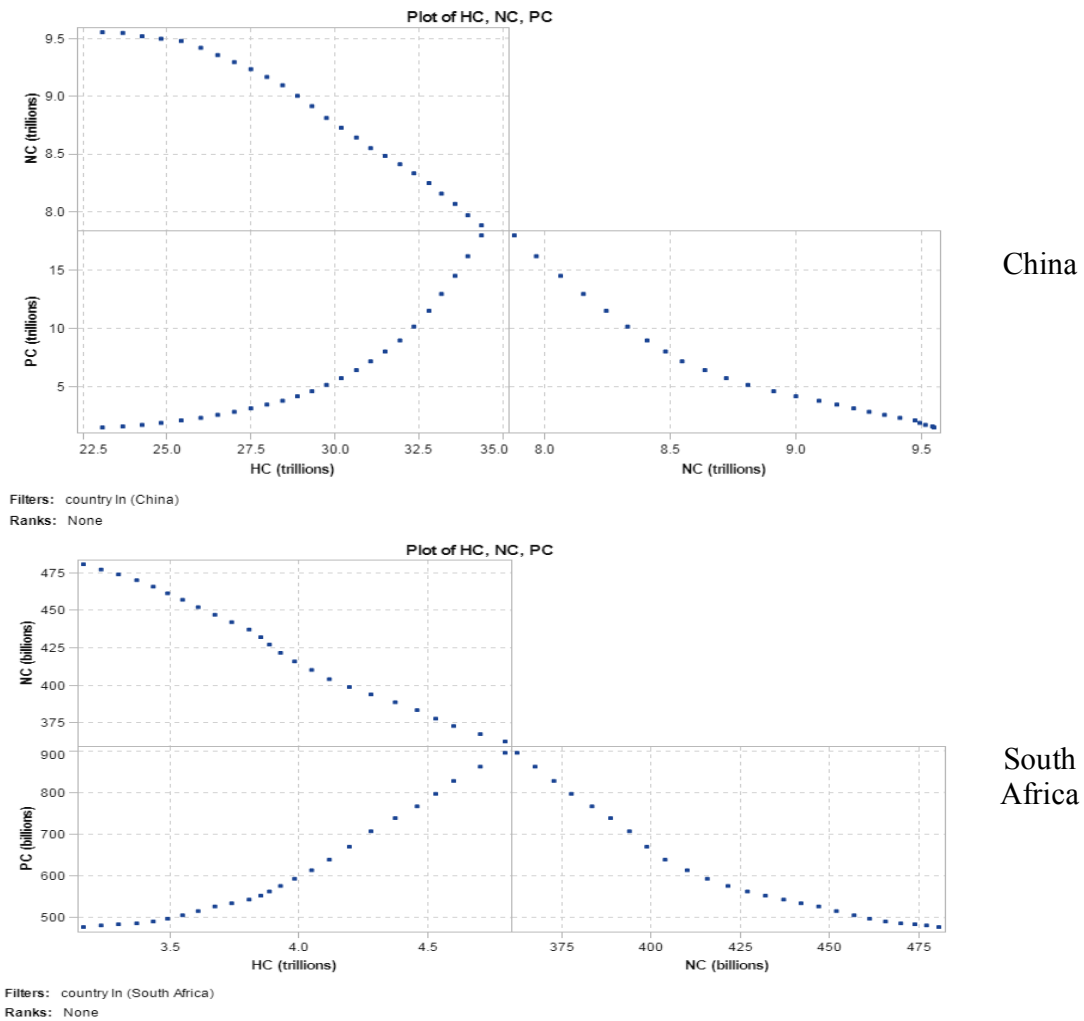 Plot of HC, NC, PC
NC (trillions)
9.5
9.0
8.5
8.0
PC (trillions)
15
10
5
22.5 25.0 27.5 30.0 32.5 35.0
HC (trillions)
8.0 8.5 9.0 9.5
NC (trillions)
China
Filters: country In (China)
Ranks: None
Plot of HC, NC, PC
NC (billions)
475
450
425
400
375
PC (billions)
900
800
700
600
500
3.5 4.0 4.5
HC (trillions)
375 400 425 450 475
NC (billions)
South
Africa
Filters: country In (South Africa)
Ranks: None